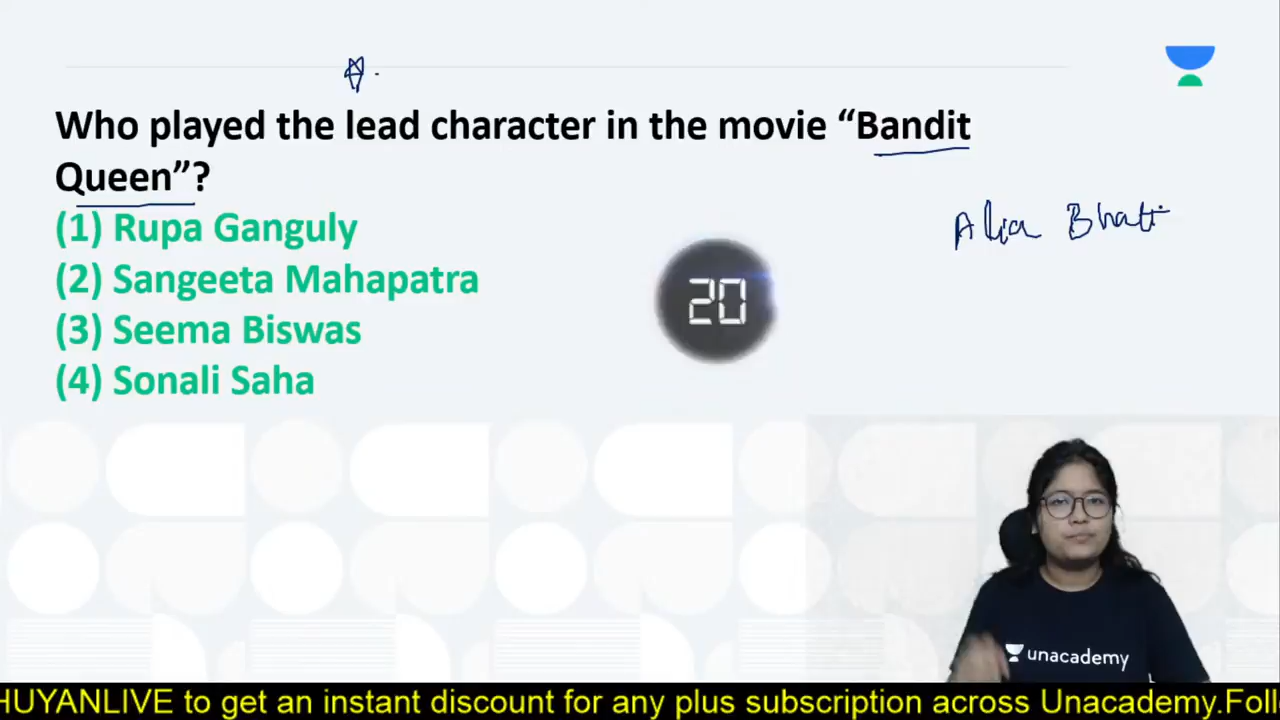 Who played the lead character in the movie “Bandit
Queen”?
(1) Rupa Ganguly
(2) Sangeeta Mahapatra
(3) Seema Biswas
(4) Sonali Saha
Alia Bhatt
20
unacademy
HUYANLIVE to get an instant discount for any plus subscription across Unacademy.Foll